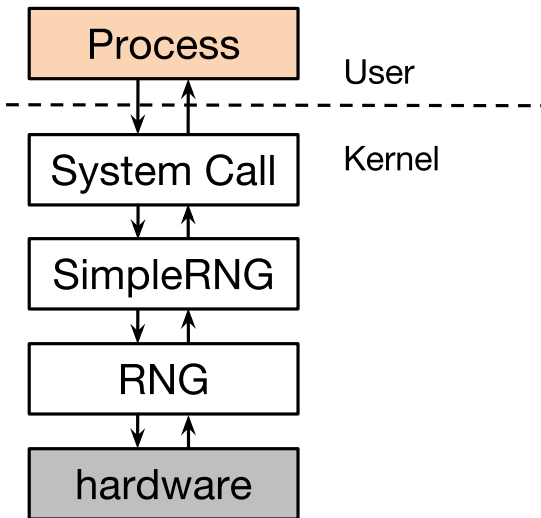 Process
User
System Call
Kernel
SimpleRNG
RNG
hardware